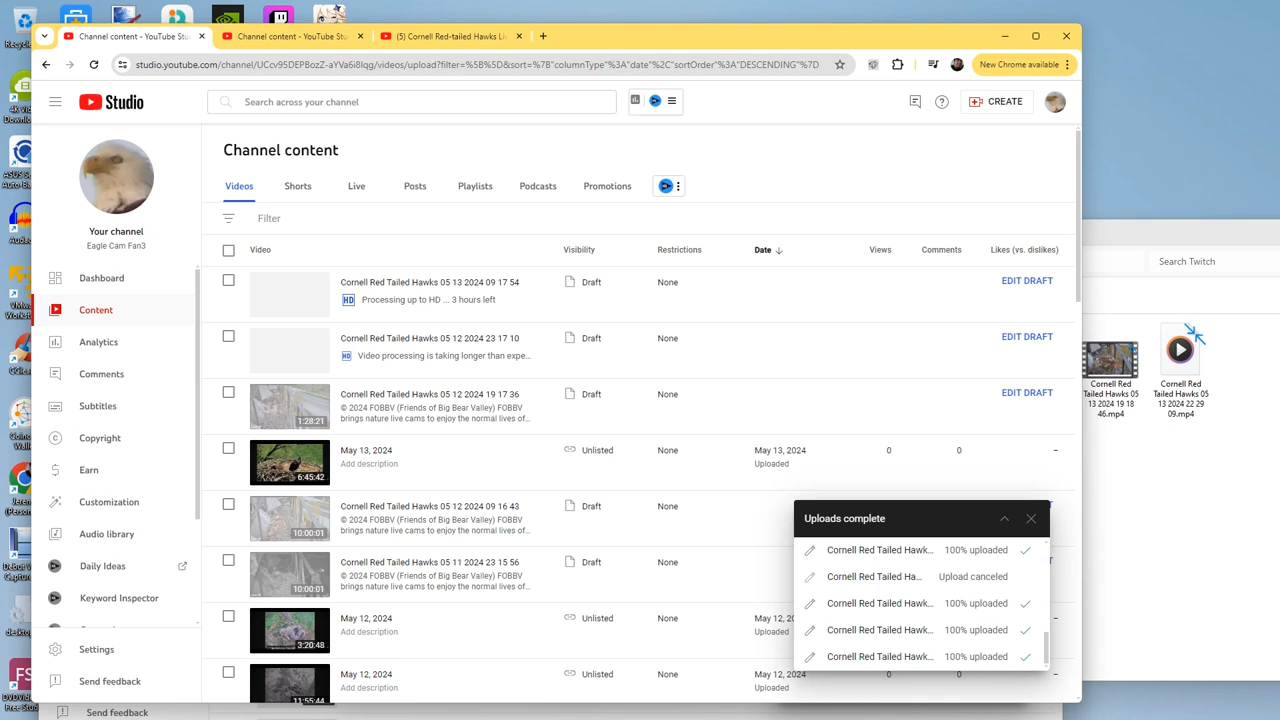 Channel content - YouTube Stu
Channel content - YouTube Stu
(5) Cornell Red-tailed Hawks Li
studio.youtube.com/channel/UCcv95DEPBozZ-aYVa6i8Iqg/videos/upload?filter=%5B%5D&sort=%7B"columnType"%3A"date"%2C"sortOrder"%3A"DESCENDING"%7D
New Chrome available
Studio
Search across your channel
CREATE
Your channel
Eagle Cam Fan3
Dashboard
Content
Analytics
Comments
Subtitles
Copyright
Earn
Customization
Audio library
Daily Ideas
Keyword Inspector
Settings
Send feedback
Send feedback
Channel content
Videos
Shorts
Live
Posts
Playlists
Podcasts
Promotions
Filter
Video
Visibility
Restrictions
Date
Views
Comments
Likes (vs. dislikes)
Cornell Red Tailed Hawks 05 13 2024 09 17 54
HD Processing up to HD ... 3 hours left
Draft
None
EDIT DRAFT
Cornell Red Tailed Hawks 05 12 2024 23 17 10
HD Video processing is taking longer than expe...
Draft
None
EDIT DRAFT
1:28:21
Cornell Red Tailed Hawks 05 12 2024 19 17 36
© 2024 FOBBV (Friends of Big Bear Valley) FOBBV
brings nature live cams to enjoy the normal lives of...
Draft
None
EDIT DRAFT
6:45:42
May 13, 2024
Add description
Unlisted
None
May 13, 2024
Uploaded
0
0
–
10:00:01
Cornell Red Tailed Hawks 05 12 2024 09 16 43
© 2024 FOBBV (Friends of Big Bear Valley) FOBBV
brings nature live cams to enjoy the normal lives of...
Draft
None
10:00:01
Cornell Red Tailed Hawks 05 11 2024 23 15 56
© 2024 FOBBV (Friends of Big Bear Valley) FOBBV
brings nature live cams to enjoy the normal lives of...
Draft
None
3:20:48
May 12, 2024
Add description
Unlisted
None
May 12, 20
Uploaded
–
11:55:44
May 12, 2024
Add description
Unlisted
None
May 12, 20
Uploaded
0
0
–
Uploads complete
Cornell Red Tailed Hawk... 100% uploaded
Cornell Red Tailed Ha... Upload canceled
Cornell Red Tailed Hawk... 100% uploaded
Cornell Red Tailed Hawk... 100% uploaded
Cornell Red Tailed Hawk... 100% uploaded
Search Twitch
Cornell Red
Tailed Hawks 05
13 2024 19 18
46.mp4
Cornell Red
Tailed Hawks 05
13 2024 22 29
09.mp4